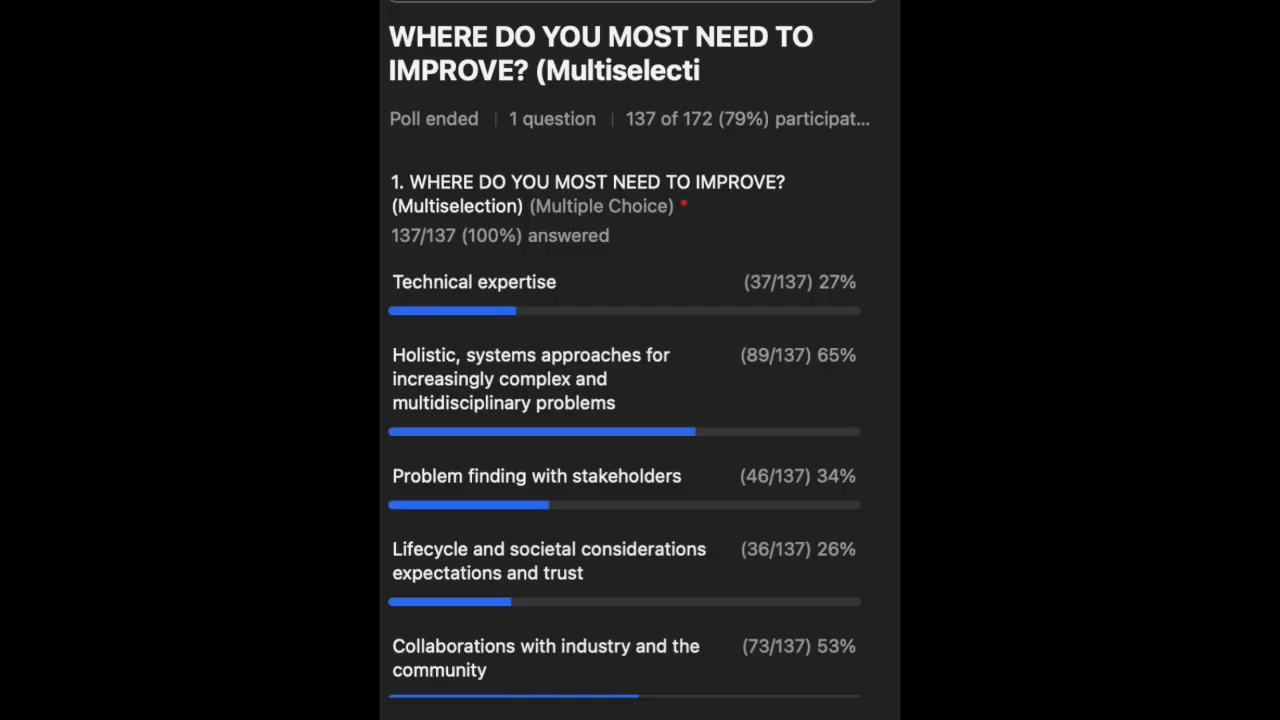 WHERE DO YOU MOST NEED TO
IMPROVE? (Multiselecti
Poll ended | 1 question | 137 of 172 (79%) participat...
1. WHERE DO YOU MOST NEED TO IMPROVE?
(Multiselection) (Multiple Choice) *
137/137 (100%) answered
Technical expertise (37/137) 27%
Holistic, systems approaches for (89/137) 65%
increasingly complex and
multidisciplinary problems
Problem finding with stakeholders (46/137) 34%
Lifecycle and societal considerations (36/137) 26%
expectations and trust
Collaborations with industry and the (73/137) 53%
community